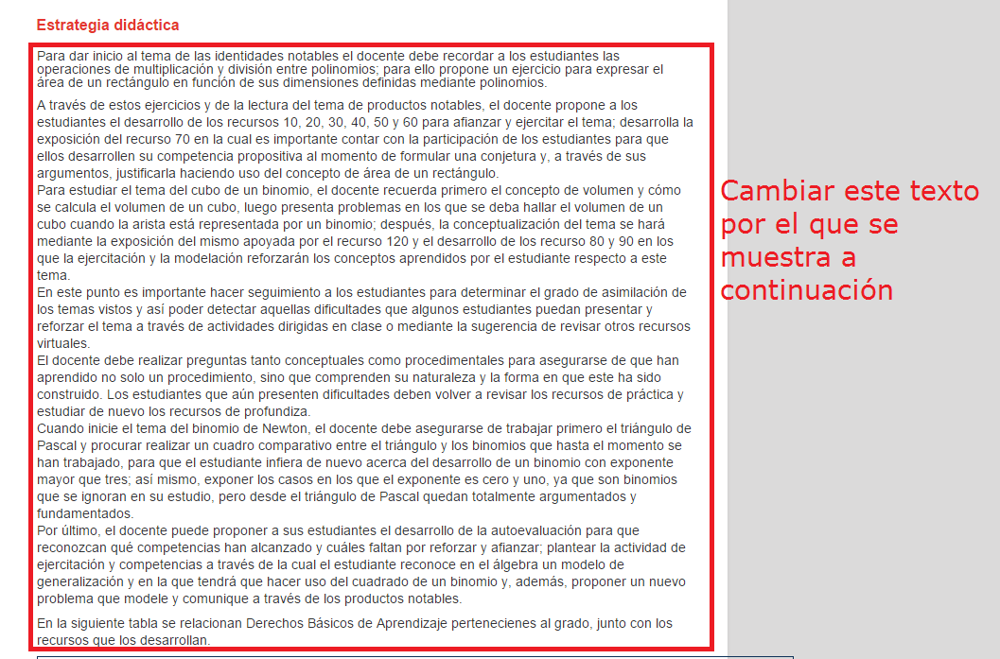 Estrategia didáctica
Para dar inicio al tema de las identidades notables el docente debe recordar a los estudiantes las
operaciones de multiplicación y división entre polinomios; para ello propone un ejercicio para expresar el
área de un rectángulo en función de sus dimensiones definidas mediante polinomios.
A través de estos ejercicios y de la lectura del tema de productos notables, el docente propone a los
estudiantes el desarrollo de los recursos 10, 20, 30, 40, 50 y 60 para afianzar y ejercitar el tema; desarrolla la
exposición del recurso 70 en la cual es importante contar con la participación de los estudiantes para que
ellos desarrollen su competencia propositiva al momento de formular una conjetura y, a través de sus
argumentos, justificarla haciendo uso del concepto de área de un rectángulo.
Para estudiar el tema del cubo de un binomio, el docente recuerda primero el concepto de volumen y cómo
se calcula el volumen de un cubo, luego presenta problemas en los que se deba hallar el volumen de un
cubo cuando la arista está representada por un binomio; después, la conceptualización del tema se hará
mediante la exposición del mismo apoyada por el recurso 120 y el desarrollo de los recurso 80 y 90 en los
que la ejercitación y la modelación reforzarán los conceptos aprendidos por el estudiante respecto a este
tema.
En este punto es importante hacer seguimiento a los estudiantes para determinar el grado de asimilación de
los temas vistos y así poder detectar aquellas dificultades que algunos estudiantes puedan presentar y
reforzar el tema a través de actividades dirigidas en clase o mediante la sugerencia de revisar otros recursos
virtuales.
El docente debe realizar preguntas tanto conceptuales como procedimentales para asegurarse de que han
aprendido no solo un procedimiento, sino que comprenden su naturaleza y la forma en que este ha sido
construido. Los estudiantes que aún presenten dificultades deben volver a revisar los recursos de práctica y
estudiar de nuevo los recursos de profundiza.
Cuando inicie el tema del binomio de Newton, el docente debe asegurarse de trabajar primero el triángulo de
Pascal y procurar realizar un cuadro comparativo entre el triángulo y los binomios que hasta el momento se
han trabajado, para que el estudiante infiera de nuevo acerca del desarrollo de un binomio con exponente
mayor que tres; así mismo, exponer los casos en los que el exponente es cero y uno, ya que son binomios
que se ignoran en su estudio, pero desde el triángulo de Pascal quedan totalmente argumentados y
fundamentados.
Por último, el docente puede proponer a sus estudiantes el desarrollo de la autoevaluación para que
reconozcan qué competencias han alcanzado y cuáles faltan por reforzar y afianzar; plantear la actividad de
ejercitación y competencias a través de la cual el estudiante reconoce en el álgebra un modelo de
generalización y en la que tendrá que hacer uso del cuadrado de un binomio y, además, proponer un nuevo
problema que modele y comunique a través de los productos notables.
En la siguiente tabla se relacionan Derechos Básicos de Aprendizaje pertenecienes al grado, junto con los
recursos que los desarrollan.
Cambiar este texto
por el que se
muestra a
continuación